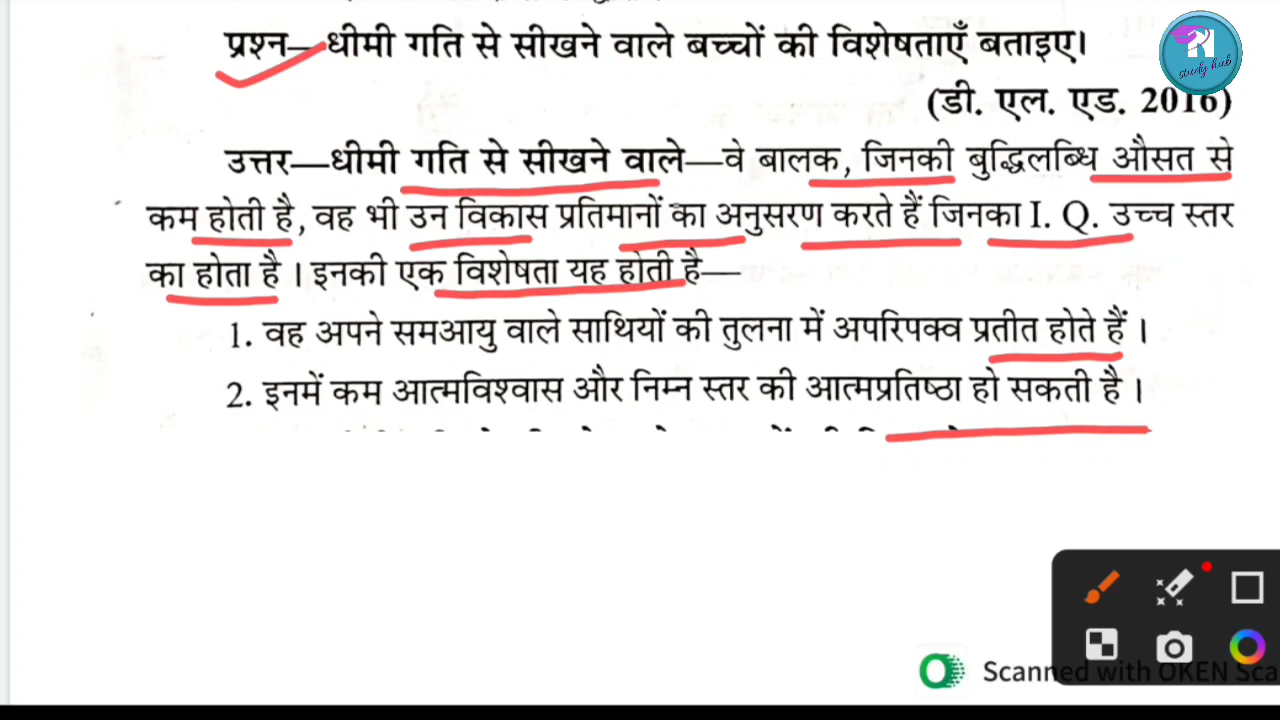 प्रश्न—धीमी गति से सीखने वाले बच्चों की विशेषताएँ बताइए।
study hub
(डी. एल. एड. 2016)
उत्तर—धीमी गति से सीखने वाले—वे बालक, जिनकी बुद्धिलब्धि औसत से
कम होती है, वह भी उन विकास प्रतिमानों का अनुसरण करते हैं जिनका I. Q. उच्च स्तर
का होता है। इनकी एक विशेषता यह होती है—
1. वह अपने समआयु वाले साथियों की तुलना में अपरिपक्व प्रतीत होते हैं।
2. इनमें कम आत्मविश्वास और निम्न स्तर की आत्मप्रतिष्ठा हो सकती है।
Scanned with OKEN